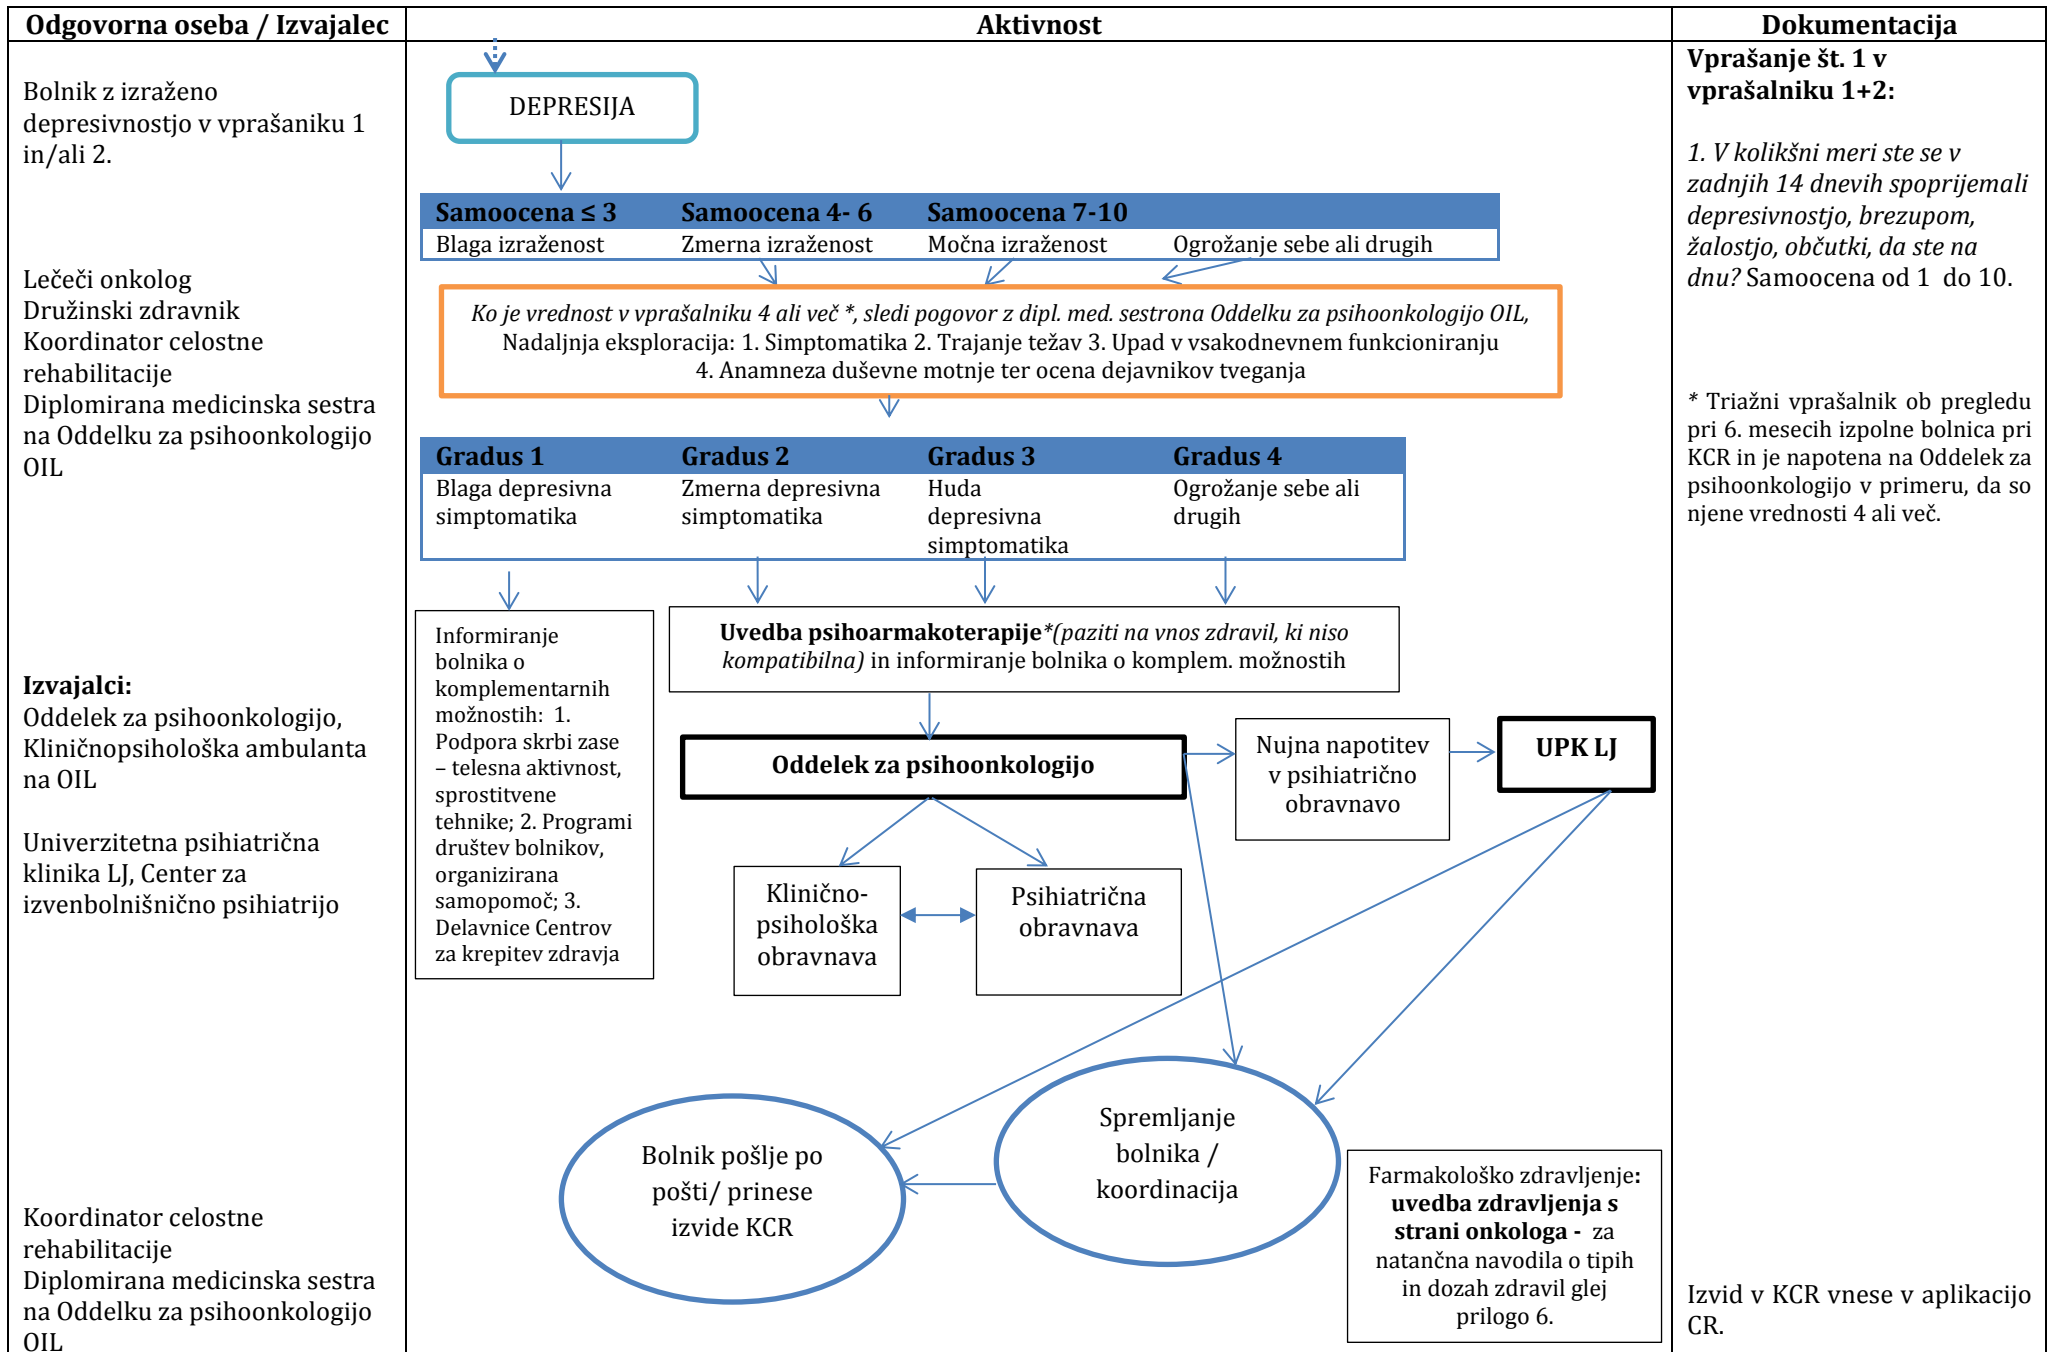 Odgovorna oseba / Izvajalec
Aktivnost
Dokumentacija
Bolnik z izraženo
depresivnostjo v vprašaniku 1
in/ali 2.
Lečeči onkolog
Družinski zdravnik
Koordinator celostne
rehabilitacije
Diplomirana medicinska sestra
na Oddelku za psihoonkologijo
OIL
Izvajalci:
Oddelek za psihoonkologijo,
Kliničnopsihološka ambulanta
na OIL
Univerzitetna psihiatrična
klinika LJ, Center za
izvenbolnišnično psihiatrijo
Koordinator celostne
rehabilitacije
Diplomirana medicinska sestra
na Oddelku za psihoonkologijo
OIL
DEPRESIJA
Samoocena ≤ 3 Samoocena 4- 6 Samoocena 7-10
Blaga izraženost Zmerna izraženost Močna izraženost Ogrožanje sebe ali drugih
Ko je vrednost v vprašalniku 4 ali več *, sledi pogovor z dipl. med. sestrona Oddelku za psihoonkologijo OIL,
Nadaljnja eksploracija: 1. Simptomatika 2. Trajanje težav 3. Upad v vsakodnevnem funkcioniranju
4. Anamneza duševne motnje ter ocena dejavnikov tveganja
Gradus 1 Gradus 2 Gradus 3 Gradus 4
Blaga depresivna
simptomatika
Zmerna depresivna
simptomatika
Huda
depresivna
simptomatika
Ogrožanje sebe ali
drugih
Informiranje
bolnika o
komplementarnih
možnostih: 1.
Podpora skrbi zase
– telesna aktivnost,
sprostitvene
tehnike; 2. Programi
društev bolnikov,
organizirana
samopomoč; 3.
Delavnice Centrov
za krepitev zdravja
Uvedba psihoarmakoterapije*(paziti na vnos zdravil, ki niso
kompatibilna) in informiranje bolnika o komplem. možnostih
Oddelek za psihoonkologijo
Nujna napotitev
v psihiatrično
obravnavo
UPK LJ
Klinično-
psihološka
obravnava
Psihiatrična
obravnava
Spremljanje
bolnika /
koordinacija
Bolnik pošlje po
pošti/ prinese
izvide KCR
Farmakološko zdravljenje:
uvedba zdravljenja s
strani onkologa - za
natančna navodila o tipih
in dozah zdravil glej
prilogo 6.
Vprašanje št. 1 v
vprašalniku 1+2:
1. V kolikšni meri ste se v
zadnjih 14 dnevih spoprijemali
depresivnostjo, brezupom,
žalostjo, občutki, da ste na
dnu? Samoocena od 1 do 10.
* Triažni vprašalnik ob pregledu
pri 6. mesecih izpolne bolnica pri
KCR in je napotena na Oddelek za
psihoonkologijo v primeru, da so
njene vrednosti 4 ali več.
Izvid v KCR vnese v aplikacijo
CR.